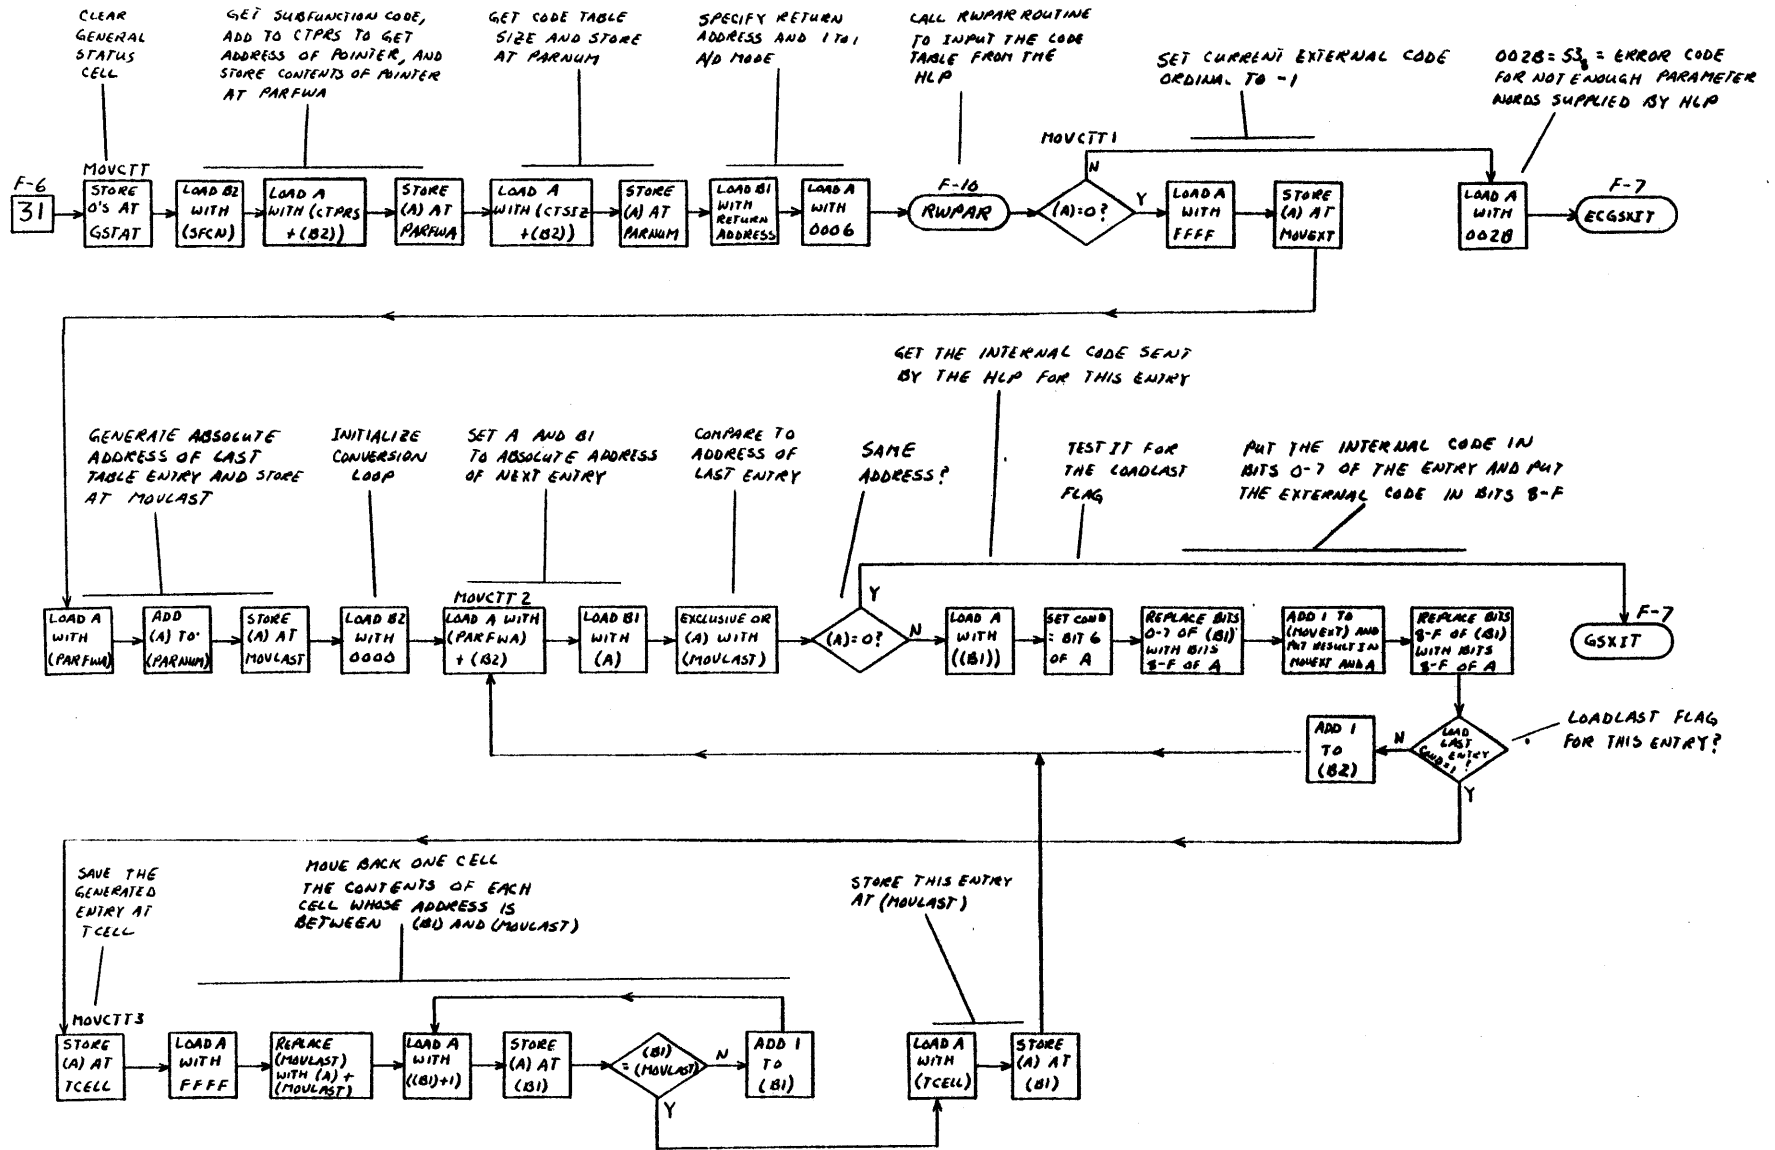 CLEAR
GENERAL
STATUS
CELL
GET SUBFUNCTION CODE,
ADD TO CTPRS TO GET
ADDRESS OF POINTER, AND
STORE CONTENTS OF POINTER
AT PARFWA
GET CODE TABLE
SIZE AND STORE
AT PARNUM
SPECIFY RETURN
ADDRESS AND 1 TO 1
A/D MODE
CALL RWPAR ROUTINE
TO INPUT THE CODE
TABLE FROM THE
HLP
SET CURRENT EXTERNAL CODE
ORDINAL TO -1
002B = 53₈ = ERROR CODE
FOR NOT ENOUGH PARAMETER
WORDS SUPPLIED BY HLP
F-6
31
MOVCTT
STORE
0'S AT
GSTAT
LOAD B2
WITH
(SFCN)
LOAD A
WITH (CTPRS
+(B2))
STORE
(A) AT
PARFWA
LOAD A
WITH (CTSIZ
+(B2))
STORE
(A) AT
PARNUM
LOAD B1
WITH
RETURN
ADDRESS
LOAD A
WITH
0006
F-10
RWPAR
MOVCTT1
(A)=0?
N
Y
LOAD A
WITH
FFFF
STORE
(A) AT
MOVEXT
LOAD A
WITH
002B
F-7
ECGSXIT
GENERATE ABSOLUTE
ADDRESS OF LAST
TABLE ENTRY AND STORE
AT MOVLAST
INITIALIZE
CONVERSION
LOOP
SET A AND B1
TO ABSOLUTE ADDRESS
OF NEXT ENTRY
COMPARE TO
ADDRESS OF
LAST ENTRY
SAME
ADDRESS?
GET THE INTERNAL CODE SENT
BY THE HLP FOR THIS ENTRY
TEST IT FOR
THE LOADLAST
FLAG
PUT THE INTERNAL CODE IN
BITS 0-7 OF THE ENTRY AND PUT
THE EXTERNAL CODE IN BITS 8-F
LOAD A
WITH
(PARFWA)
ADD
(A) TO
(PARNUM)
STORE
(A) AT
MOVLAST
LOAD B2
WITH
0000
MOVCTT2
LOAD A WITH
(PARFWA)
+ (B2)
LOAD B1
WITH
(A)
EXCLUSIVE OR
(A) WITH
(MOVLAST)
(A)=0?
Y
N
LOAD A
WITH
((B1))
SET COND
= BIT 6
OF A
REPLACE BITS
0-7 OF (B1)
WITH BITS
8-F OF A
ADD 1 TO
(MOVEXT) AND
PUT RESULT IN
MOVEXT AND A
REPLACE BITS
8-F OF (B1)
WITH BITS
8-F OF A
F-7
GSXIT
ADD 1
TO
(B2)
N
LOAD
LAST
ENTRY
?
COND=1
Y
LOADLAST FLAG
FOR THIS ENTRY?
SAVE THE
GENERATED
ENTRY AT
TCELL
MOVE BACK ONE CELL
THE CONTENTS OF EACH
CELL WHOSE ADDRESS IS
BETWEEN (B1) AND (MOVLAST)
STORE THIS ENTRY
AT (MOVLAST)
MOVCTT3
STORE
(A) AT
TCELL
LOAD A
WITH
FFFF
REPLACE
(MOVLAST)
WITH (A) +
(MOVLAST)
LOAD A
WITH
((B1)+1)
STORE
(A) AT
(B1)
(B1)
= (MOVLAST)
N
Y
ADD 1
TO
(B1)
LOAD A
WITH
(TCELL)
STORE
(A) AT
(B1)